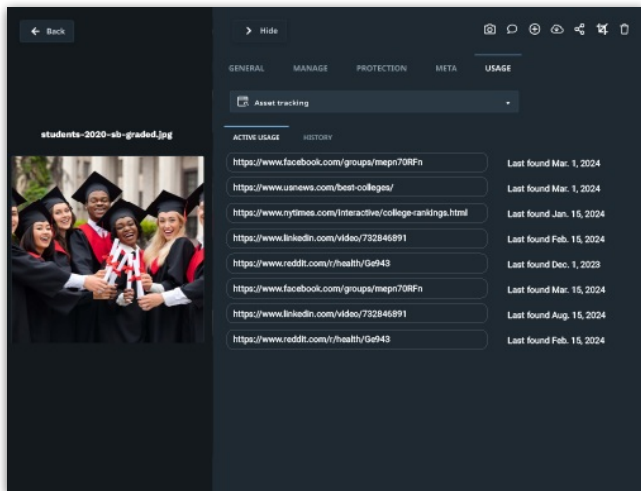 Back
Hide
GENERAL MANAGE PROTECTION META USAGE
Asset tracking
students-2020-sb-graded.jpg
ACTIVE USAGE HISTORY
https://www.facebook.com/groups/mepn70RFn Last found Mar. 1, 2024
https://www.usnews.com/best-colleges/ Last found Mar. 1, 2024
https://www.nytimes.com/interactive/college-rankings.html Last found Jan. 15, 2024
https://www.linkedin.com/video/732846891 Last found Feb. 15, 2024
https://www.reddit.com/r/health/Ge943 Last found Dec. 1, 2023
https://www.facebook.com/groups/mepn70RFn Last found Mar. 15, 2024
https://www.linkedin.com/video/732846891 Last found Aug. 15, 2024
https://www.reddit.com/r/health/Ge943 Last found Feb. 15, 2024